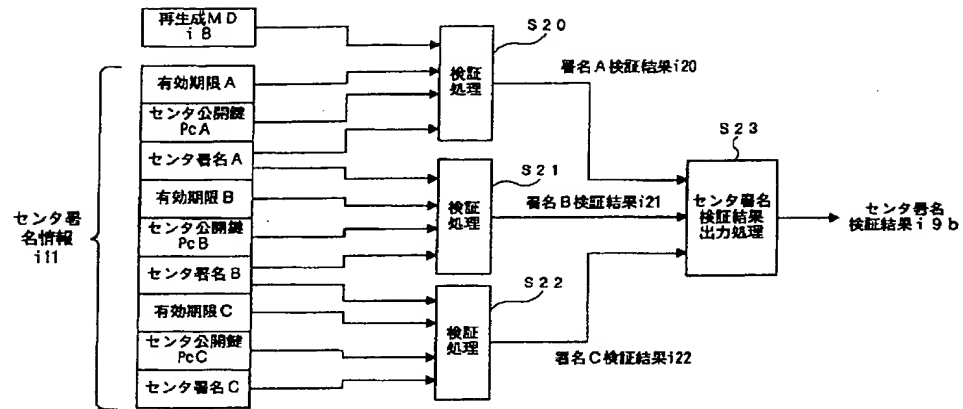 再生成MD
i8
有効期限A
センタ公開鍵
PcA
センタ署名A
有効期限B
センタ公開鍵
PcB
センタ署名B
有効期限C
センタ公開鍵
PcC
センタ署名C
センタ署
名情報
i11
検証
処理
S20
署名A検証結果i20
検証
処理
S21
署名B検証結果i21
検証
処理
S22
署名C検証結果i22
S23
センタ署名
検証結果
出力処理
センタ署名
検証結果i9b